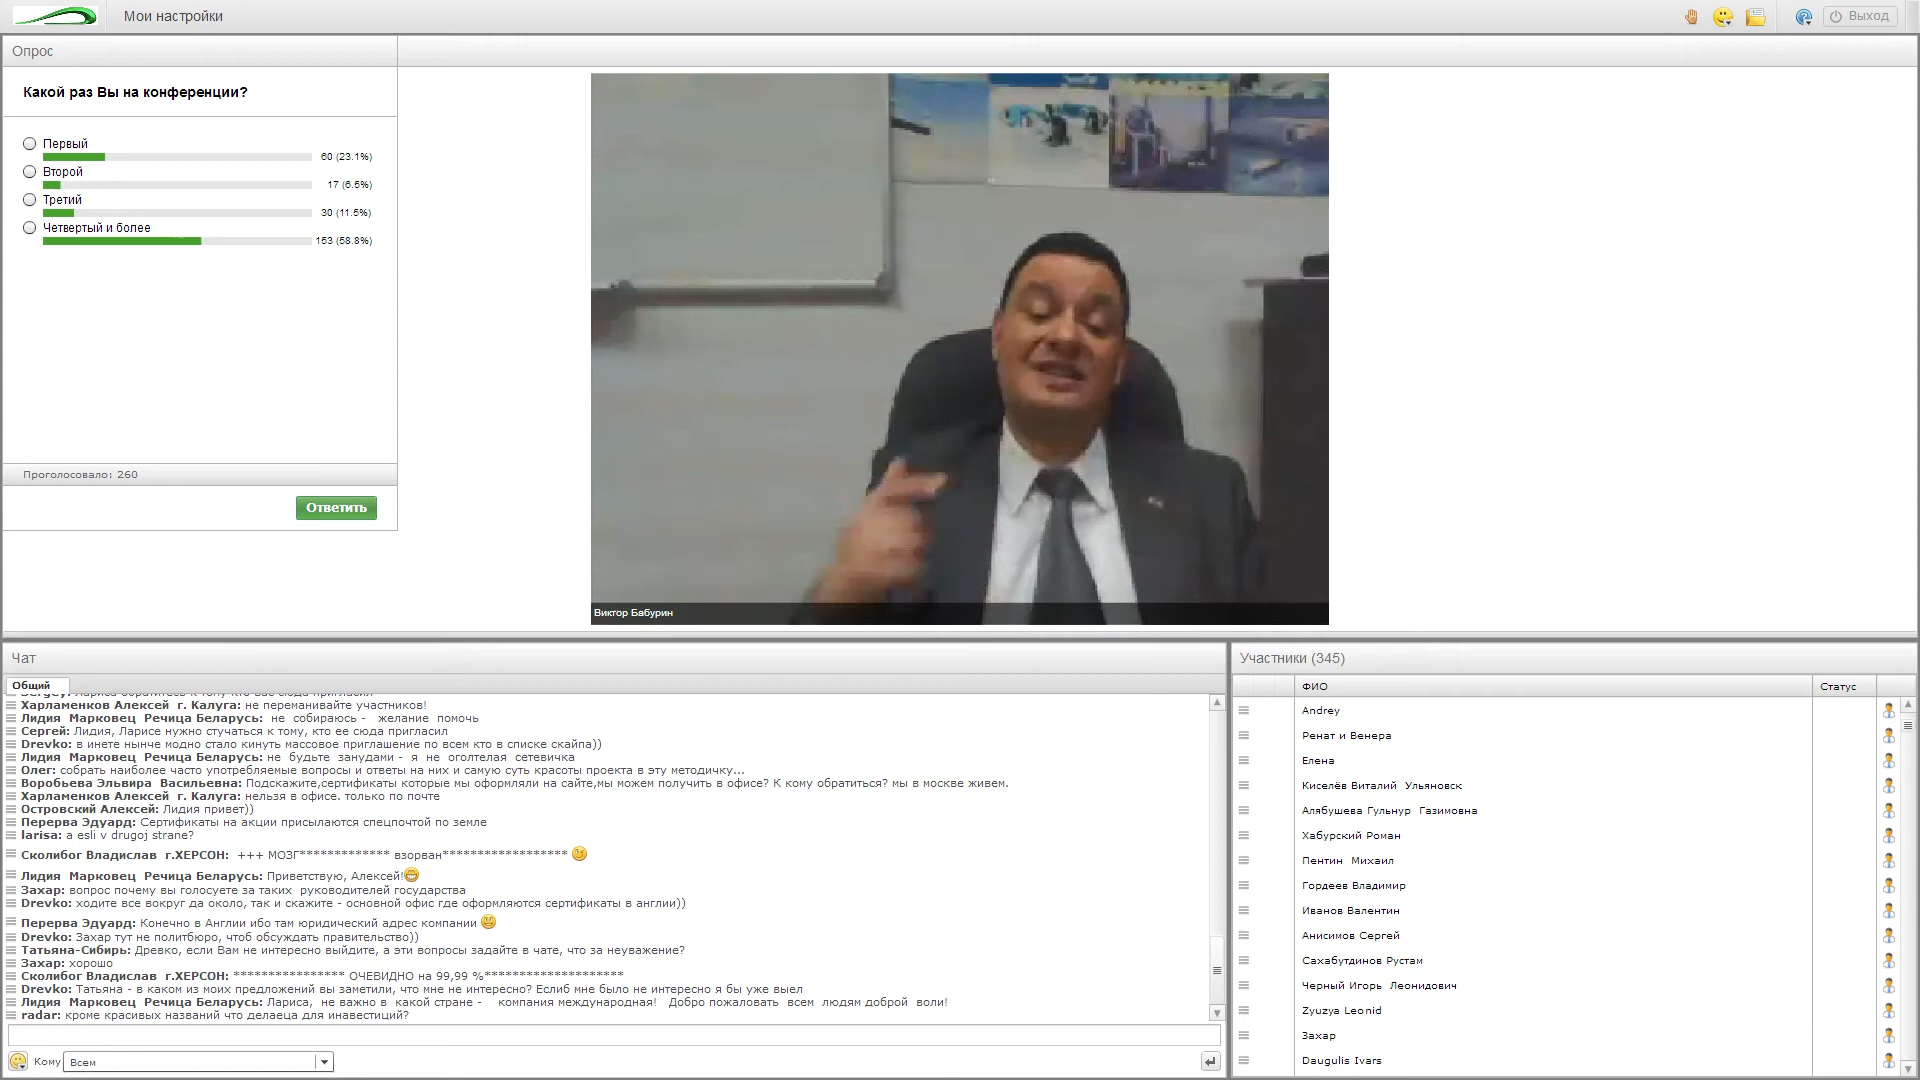 Мои настройки
Выход
Опрос
Какой раз Вы на конференции?
Первый
60 (23.1%)
Второй
17 (6.5%)
Третий
30 (11.5%)
Четвертый и более
153 (58.8%)
Проголосовало: 260
Ответить
Виктор Бабурин
Чат
Общий
Sergey: Лариса обратитесь к тому кто вас сюда пригласил
Харламенков Алексей г. Калуга: не переманивайте участников!
Лидия Марковец Речица Беларусь: не собираюсь - желание помочь
Сергей: Лидия, Ларисе нужно стучаться к тому, кто ее сюда пригласил
Drevko: в инете нынче модно стало кинуть массовое приглашение по всем кто в списке скайпа))
Лидия Марковец Речица Беларусь: не будьте занудами - я не оголтелая сетевичка
Олег: собрать наиболее часто употребляемые вопросы и ответы на них и самую суть красоты проекта в эту методичку...
Воробьева Эльвира Васильевна: Подскажите,сертификаты которые мы оформляли на сайте,мы можем получить в офисе? К кому обратиться? мы в москве живем.
Харламенков Алексей г. Калуга: нельзя в офисе. только по почте
Островский Алексей: Лидия привет))
Перерва Эдуард: Сертификаты на акции присылаются спецпочтой по земле
larisa: a esli v drugoj strane?
Сколибог Владислав г.ХЕРСОН: +++ МОЗГ************* взорван******************
Лидия Марковец Речица Беларусь: Приветствую, Алексей!
Захар: вопрос почему вы голосуете за таких руководителей государства
Drevko: ходите все вокруг да около, так и скажите - основной офис где оформляются сертификаты в англии))
Перерва Эдуард: Конечно в Англии ибо там юридический адрес компании
Drevko: Захар тут не политбюро, чтоб обсуждать правительство))
Татьяна-Сибирь: Древко, если Вам не интересно выйдите, а эти вопросы задайте в чате, что за неуважение?
Захар: хорошо
Сколибог Владислав г.ХЕРСОН: **************** ОЧЕВИДНО на 99,99 %********************
Drevko: Татьяна - в каком из моих предложений вы заметили, что мне не интересно? Еслиб мне было не интересно я бы уже выел
Лидия Марковец Речица Беларусь: Лариса, не важно в какой стране - компания международная! Добро пожаловать всем людям доброй воли!
radar: кроме красивых названий что делаеца для инавестиций?
Кому
Всем
Участники (345)
ФИО
Статус
Andrey
Ренат и Венера
Елена
Киселёв Виталий Ульяновск
Алябушева Гульнур Газимовна
Хабурский Роман
Пентин Михаил
Гордеев Владимир
Иванов Валентин
Анисимов Сергей
Сахабутдинов Рустам
Черный Игорь Леонидович
Zyuzya Leonid
Захар
Daugulis Ivars